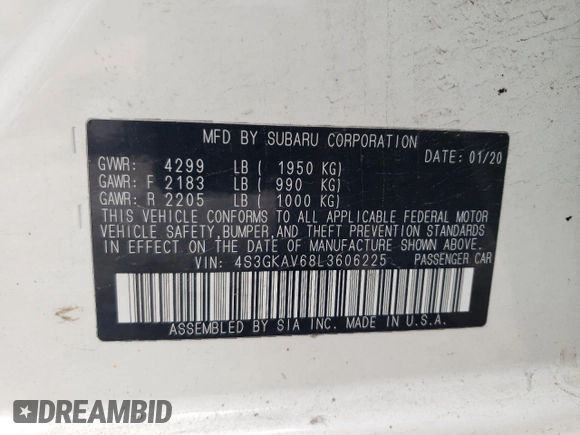 MFD BY SUBARU CORPORATION
DATE: 01/20
GVWR: 4299 LB ( 1950 KG)
GAWR: F 2183 LB ( 990 KG)
GAWR: R 2205 LB ( 1000 KG)
THIS VEHICLE CONFORMS TO ALL APPLICABLE FEDERAL MOTOR
VEHICLE SAFETY,BUMPER,AND THEFT PREVENTION STANDARDS
IN EFFECT ON THE DATE OF MANUFACTURE SHOWN ABOVE.
VIN: 4S3GKAV68L3606225 PASSENGER CAR
ASSEMBLED BY SIA INC. MADE IN U.S.A.
DREAMBID